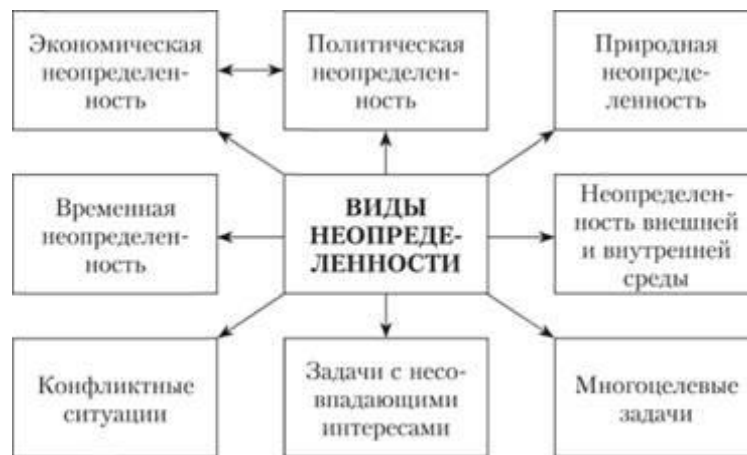 Экономическая
неопределен-
ность
Политическая
неопределен-
ность
Природная
неопреде-
ленность
Временная
неопределен-
ность
ВИДЫ
НЕОПРЕДЕ-
ЛЕННОСТИ
Неопределен-
ность внешней
и внутренней
среды
Конфликтные
ситуации
Задачи с несо-
впадающими
интересами
Многоцелевые
задачи